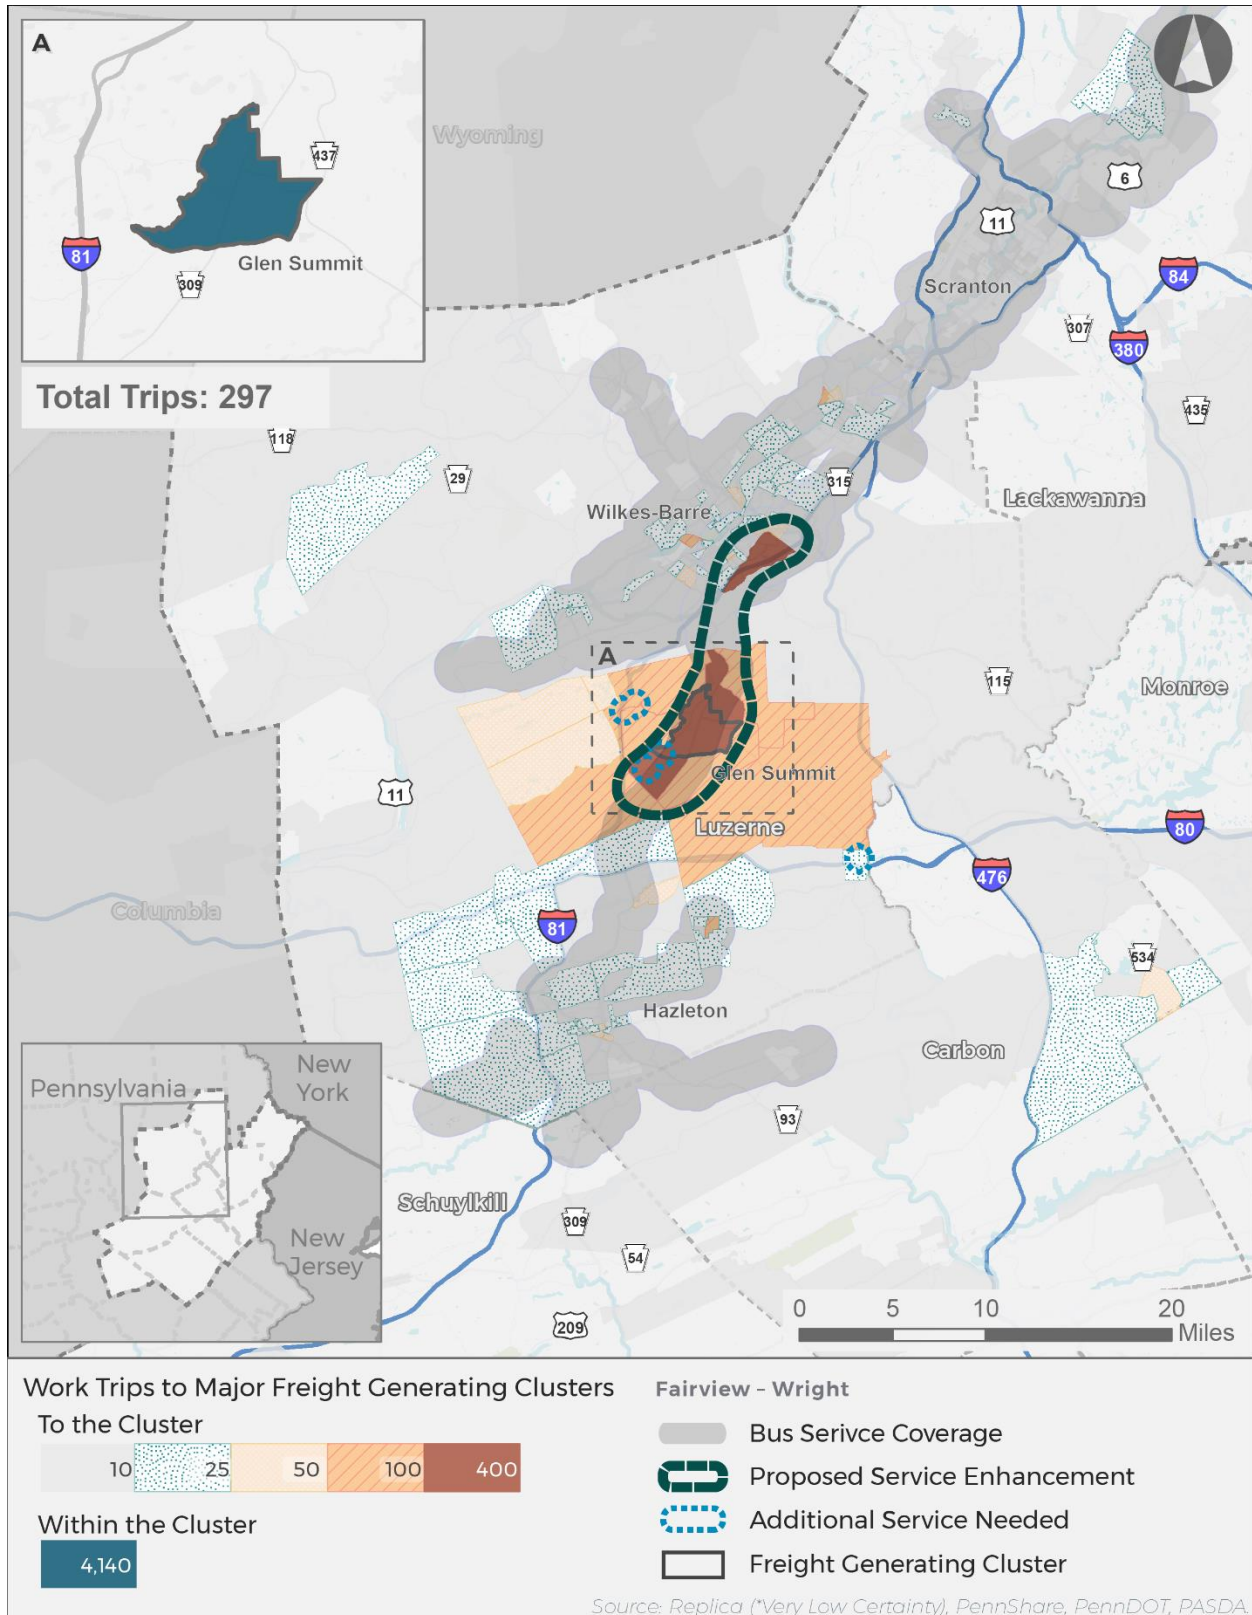 A
437
81
309
Glen Summit
Total Trips: 297
Wyoming
6
11
Scranton
84
307
380
435
118
29
315
Wilkes-Barre
Lackawanna
A
115
Monroe
11
Glen Summit
Luzerne
80
476
Columbia
81
534
Hazleton
Carbon
93
Schuylkill
309
54
209
Pennsylvania
New
York
New
Jersey
0 5 10 20
Miles
Work Trips to Major Freight Generating Clusters
To the Cluster
10 25 50 100 400
Within the Cluster
4,140
Fairview - Wright
Bus Serivce Coverage
Proposed Service Enhancement
Additional Service Needed
Freight Generating Cluster
Source: Replica (*Very Low Certainty), PennShare, PennDOT, PASDA